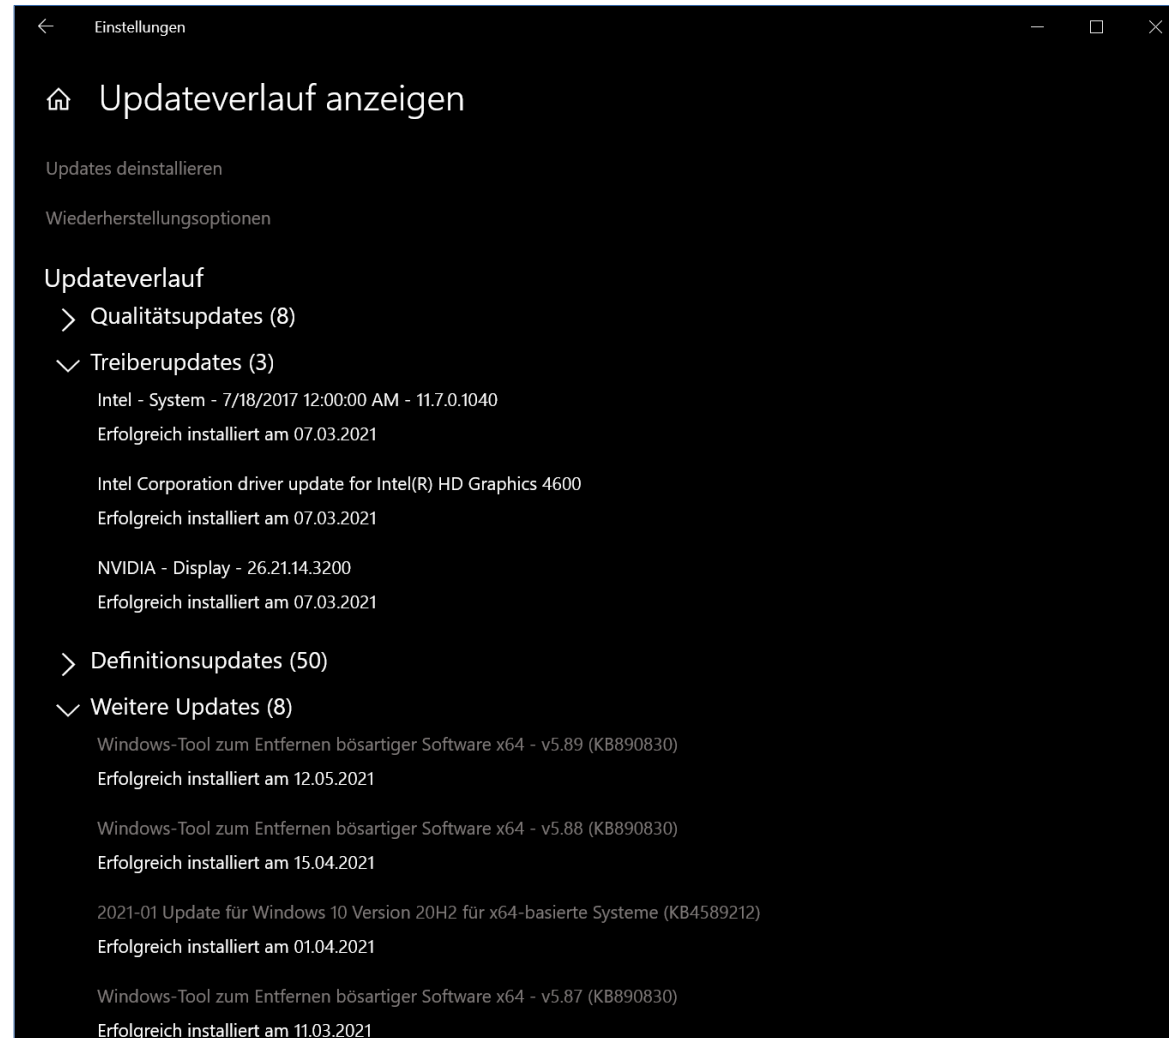 Einstellungen
Updateverlauf anzeigen
Updates deinstallieren
Wiederherstellungsoptionen
Updateverlauf
Qualitätsupdates (8)
Treiberupdates (3)
Intel - System - 7/18/2017 12:00:00 AM - 11.7.0.1040
Erfolgreich installiert am 07.03.2021
Intel Corporation driver update for Intel(R) HD Graphics 4600
Erfolgreich installiert am 07.03.2021
NVIDIA - Display - 26.21.14.3200
Erfolgreich installiert am 07.03.2021
Definitionsupdates (50)
Weitere Updates (8)
Windows-Tool zum Entfernen bösartiger Software x64 - v5.89 (KB890830)
Erfolgreich installiert am 12.05.2021
Windows-Tool zum Entfernen bösartiger Software x64 - v5.88 (KB890830)
Erfolgreich installiert am 15.04.2021
2021-01 Update für Windows 10 Version 20H2 für x64-basierte Systeme (KB4589212)
Erfolgreich installiert am 01.04.2021
Windows-Tool zum Entfernen bösartiger Software x64 - v5.87 (KB890830)
Erfolgreich installiert am 11.03.2021